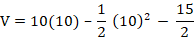 V = 10(10) – 1/2 (10)² – 15/2